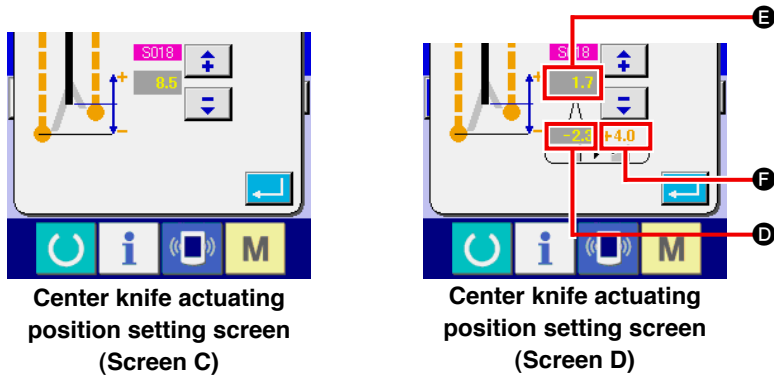 S018
8.5
+
−
i
M
Center knife actuating
position setting screen
(Screen C)
E
S018
1.7
+
−
-2.3 +4.0
F
D
i
M
Center knife actuating
position setting screen
(Screen D)